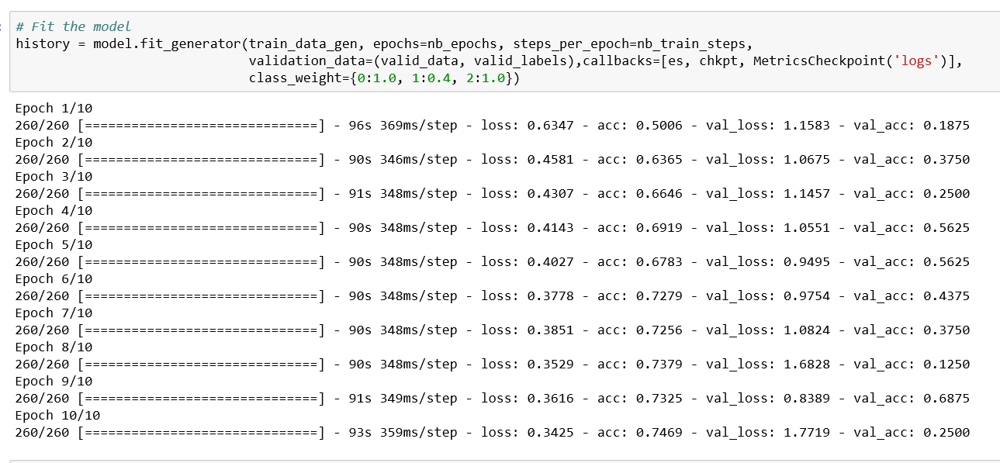 # Fit the model
history = model.fit_generator(train_data_gen, epochs=nb_epochs, steps_per_epoch=nb_train_steps,
validation_data=(valid_data, valid_labels),callbacks=[es, chkpt, MetricsCheckpoint('logs')],
class_weight={0:1.0, 1:0.4, 2:1.0})
Epoch 1/10
260/260 [==============================] - 96s 369ms/step - loss: 0.6347 - acc: 0.5006 - val_loss: 1.1583 - val_acc: 0.1875
Epoch 2/10
260/260 [==============================] - 90s 346ms/step - loss: 0.4581 - acc: 0.6365 - val_loss: 1.0675 - val_acc: 0.3750
Epoch 3/10
260/260 [==============================] - 91s 348ms/step - loss: 0.4307 - acc: 0.6646 - val_loss: 1.1457 - val_acc: 0.2500
Epoch 4/10
260/260 [==============================] - 90s 348ms/step - loss: 0.4143 - acc: 0.6919 - val_loss: 1.0551 - val_acc: 0.5625
Epoch 5/10
260/260 [==============================] - 90s 348ms/step - loss: 0.4027 - acc: 0.6783 - val_loss: 0.9495 - val_acc: 0.5625
Epoch 6/10
260/260 [==============================] - 90s 348ms/step - loss: 0.3778 - acc: 0.7279 - val_loss: 0.9754 - val_acc: 0.4375
Epoch 7/10
260/260 [==============================] - 90s 348ms/step - loss: 0.3851 - acc: 0.7256 - val_loss: 1.0824 - val_acc: 0.3750
Epoch 8/10
260/260 [==============================] - 90s 348ms/step - loss: 0.3529 - acc: 0.7379 - val_loss: 1.6828 - val_acc: 0.1250
Epoch 9/10
260/260 [==============================] - 91s 349ms/step - loss: 0.3616 - acc: 0.7325 - val_loss: 0.8389 - val_acc: 0.6875
Epoch 10/10
260/260 [==============================] - 93s 359ms/step - loss: 0.3425 - acc: 0.7469 - val_loss: 1.7719 - val_acc: 0.2500